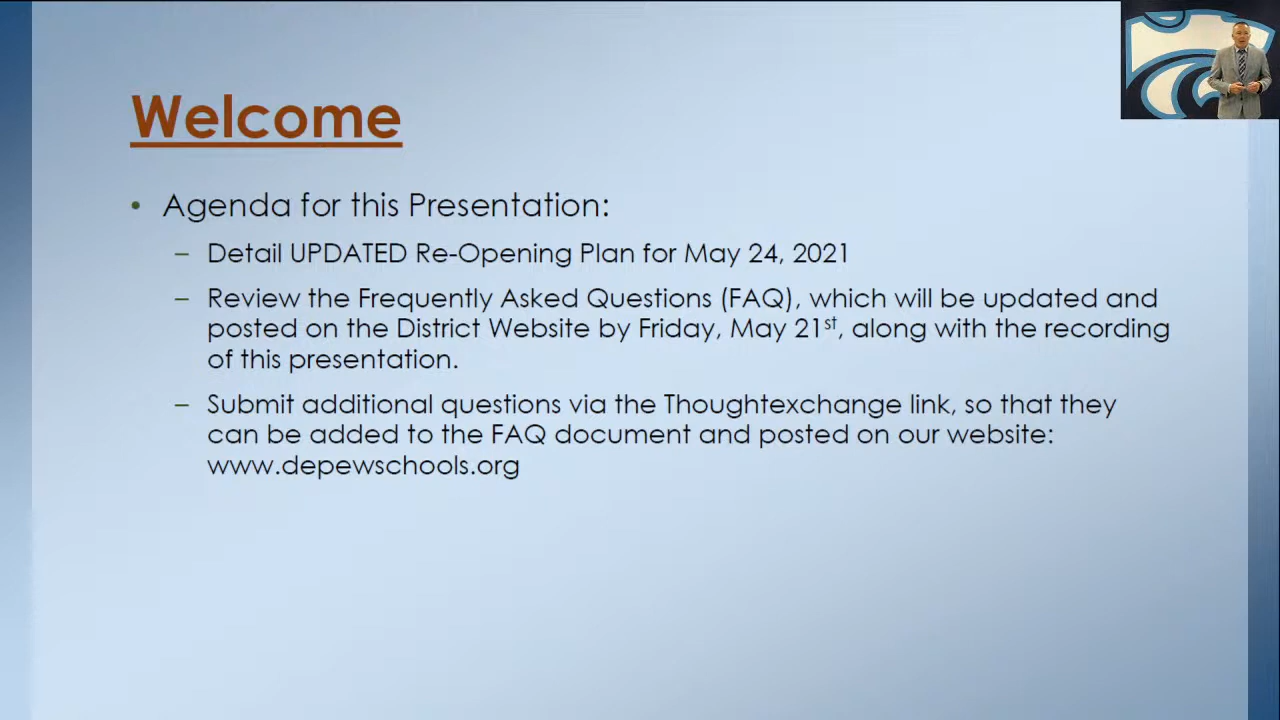 Welcome
• Agenda for this Presentation:
– Detail UPDATED Re-Opening Plan for May 24, 2021
– Review the Frequently Asked Questions (FAQ), which will be updated and
posted on the District Website by Friday, May 21st, along with the recording
of this presentation.
– Submit additional questions via the Thoughtexchange link, so that they
can be added to the FAQ document and posted on our website:
www.depewschools.org